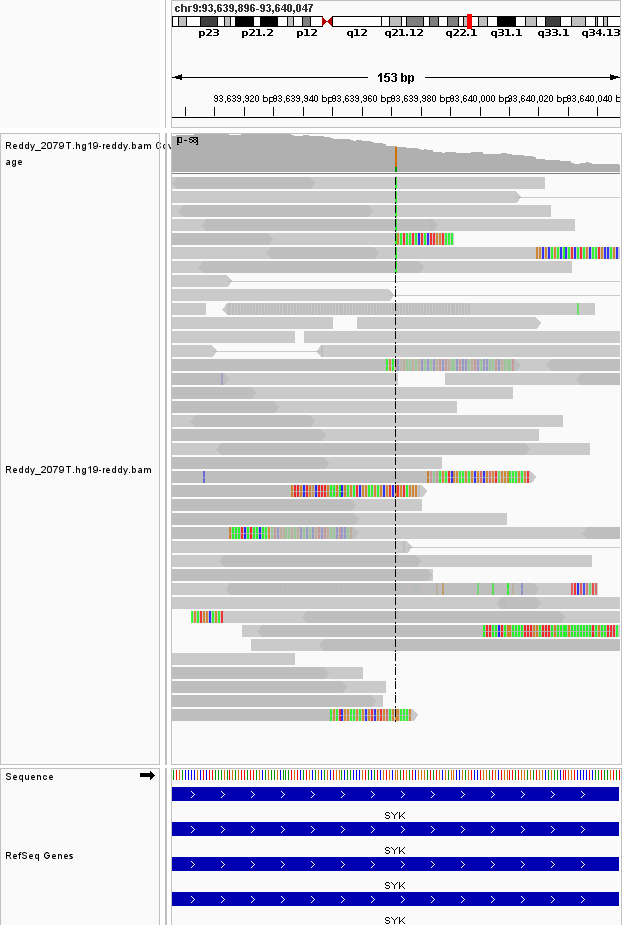 chr9:93,639,896-93,640,047
p23 p21.2 p12 q12 q21.12 q22.1 q31.1 q33.1 q34.13
153 bp
93,639,920 bp 93,639,940 bp 93,639,960 bp 93,639,980 bp 93,640,000 bp 93,640,020 bp 93,640,040 b
Reddy_2079T.hg19-reddy.bam Cov
age
Reddy_2079T.hg19-reddy.bam
Sequence
SYK
SYK
RefSeq Genes
SYK
SYK